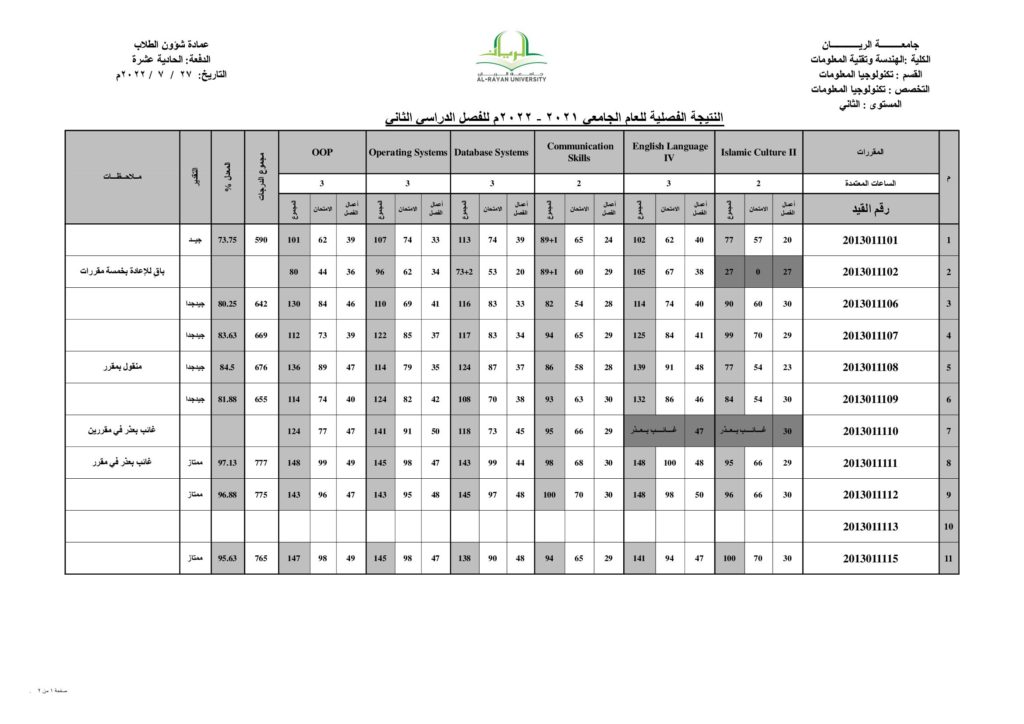 جامعـــــــة الريـــــــــــان
الكلية :الهندسة وتقنية المعلومات
القسم : تكنولوجيا المعلومات
التخصص : تكنولوجيا المعلومات
المستوى : الثاني
الريان
جامعة الريان
AL-RAYAN UNIVERSITY
عمادة شؤون الطلاب
الدفعة: الحادية عشرة
التاريخ: ٢٧ / ٧ / ٢٠٢٢م
النتيجة الفصلية للعام الجامعي ٢٠٢١ - ٢٠٢٢م للفصل الدراسي الثاني
م المقررات Islamic Culture II English Language IV Communication Skills Database Systems Operating Systems OOP مجموع الدرجات المعدل % التقدير مـلاحـظـات
الساعات المعتمدة 2 3 2 3 3 3
رقم القيد أعمال الفصل الامتحان المجموع أعمال الفصل الامتحان المجموع أعمال الفصل الامتحان المجموع أعمال الفصل الامتحان المجموع أعمال الفصل الامتحان المجموع أعمال الفصل الامتحان المجموع
1 2013011101 20 57 77 40 62 102 24 65 89+1 39 74 113 33 74 107 39 62 101 590 73.75 جيـد
2 2013011102 27 0 27 38 67 105 29 60 89+1 20 53 73+2 34 62 96 36 44 80 باق للإعادة بخمسة مقررات
3 2013011106 30 60 90 40 74 114 28 54 82 33 83 116 41 69 110 46 84 130 642 80.25 جيدجدا
4 2013011107 29 70 99 41 84 125 29 65 94 34 83 117 37 85 122 39 73 112 669 83.63 جيدجدا
5 2013011108 23 54 77 48 91 139 28 58 86 37 87 124 35 79 114 47 89 136 676 84.5 جيدجدا منقول بمقرر
6 2013011109 30 54 84 46 86 132 30 63 93 38 70 108 42 82 124 40 74 114 655 81.88 جيدجدا
7 2013011110 30 غـــائـــب بـــعـــذر 47 غـــائـــب بـــعـــذر 29 66 95 45 73 118 50 91 141 47 77 124 غائب بعذر في مقررين
8 2013011111 29 66 95 48 100 148 30 68 98 44 99 143 47 98 145 49 99 148 777 97.13 ممتاز غائب بعذر في مقرر
9 2013011112 30 66 96 50 98 148 30 70 100 48 97 145 48 95 143 47 96 143 775 96.88 ممتاز
10 2013011113
11 2013011115 30 70 100 47 94 141 29 65 94 48 90 138 47 98 145 49 98 147 765 95.63 ممتاز
صفحة ١ من ٢ .